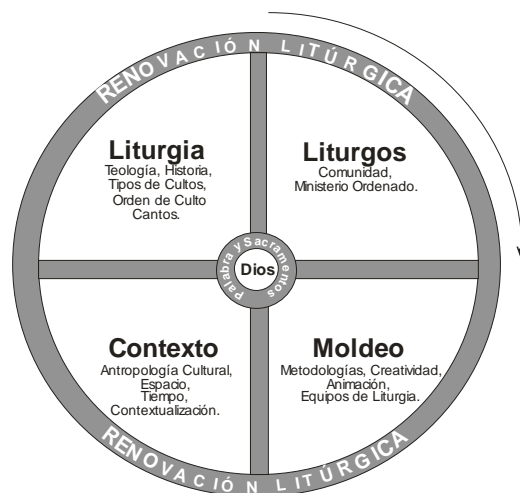 RENOVACIÓN LITÚRGICA
Liturgia
Teología, Historia,
Tipos de Cultos,
Orden de Culto
Cantos.
Liturgos
Comunidad,
Ministerio Ordenado.
Palabra y Sacramentos
Dios
Contexto
Antropología Cultural,
Espacio,
Tiempo,
Contextualización.
Moldeo
Metodologías, Creatividad,
Animación,
Equipos de Liturgia.
RENOVACIÓN LITÚRGICA